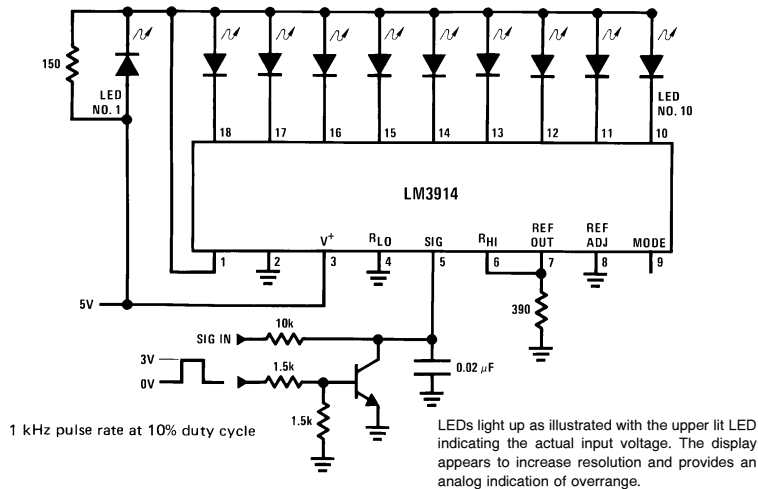 150
LED
NO. 1
LED
NO. 10
18 17 16 15 14 13 12 11 10
LM3914
V+ RLO SIG RHI REF OUT REF ADJ MODE
1 2 3 4 5 6 7 8 9
5V
390
SIG IN
10k
3V
0V
1.5k
0.02 μF
1.5k
1 kHz pulse rate at 10% duty cycle
LEDs light up as illustrated with the upper lit LED
indicating the actual input voltage. The display
appears to increase resolution and provides an
analog indication of overrange.